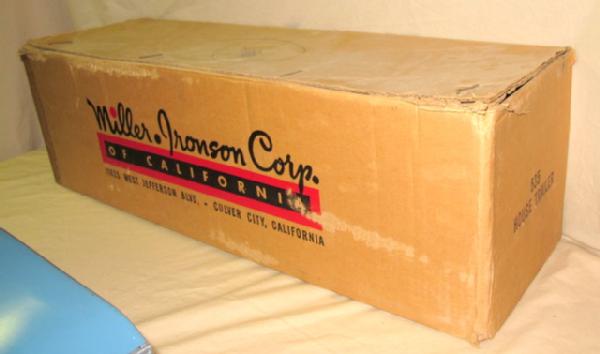 Miller-Ironson Corp.
OF CALIFORNIA
WEST JEFFERSON BLVD. - CULVER CITY, CALIFORNIA
HOUSE TRAILER